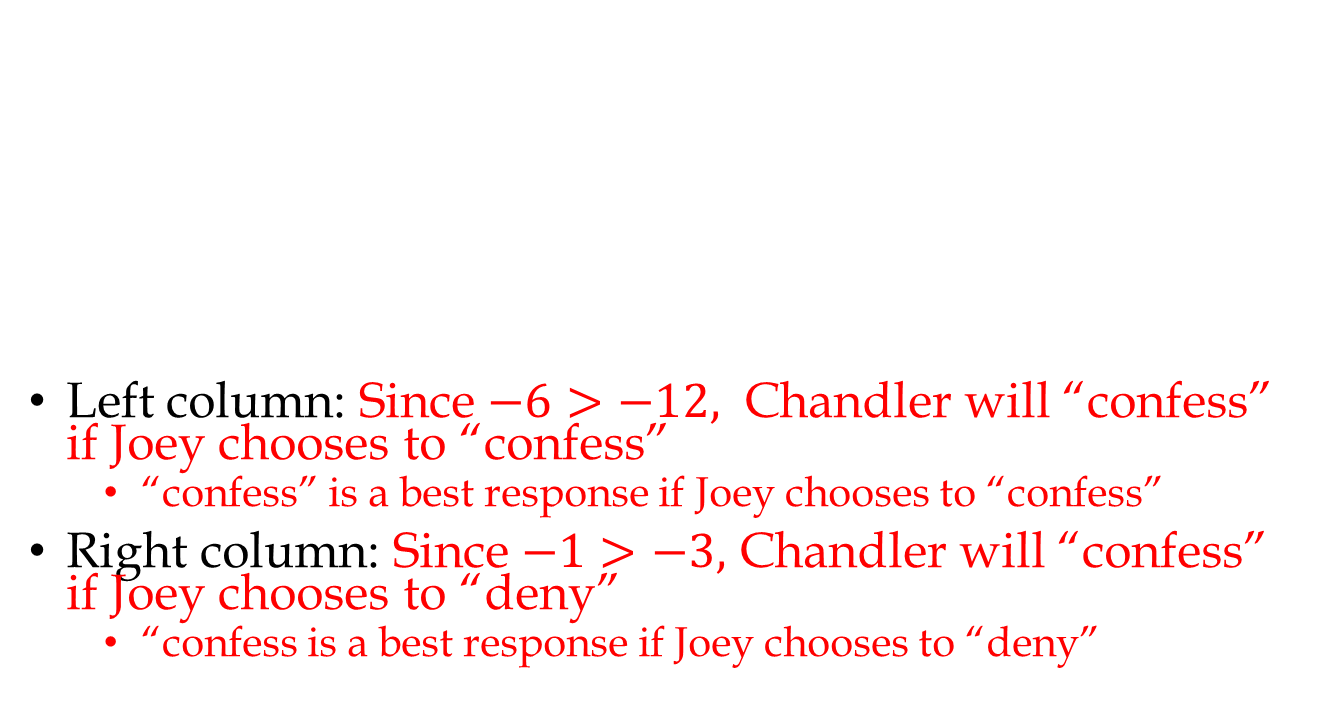 • Left column: Since −6 > −12,  Chandler will “confess”
if Joey chooses to “confess”
• “confess” is a best response if Joey chooses to “confess”
• Right column: Since −1 > −3, Chandler will “confess”
if Joey chooses to “deny”
• “confess is a best response if Joey chooses to “deny”